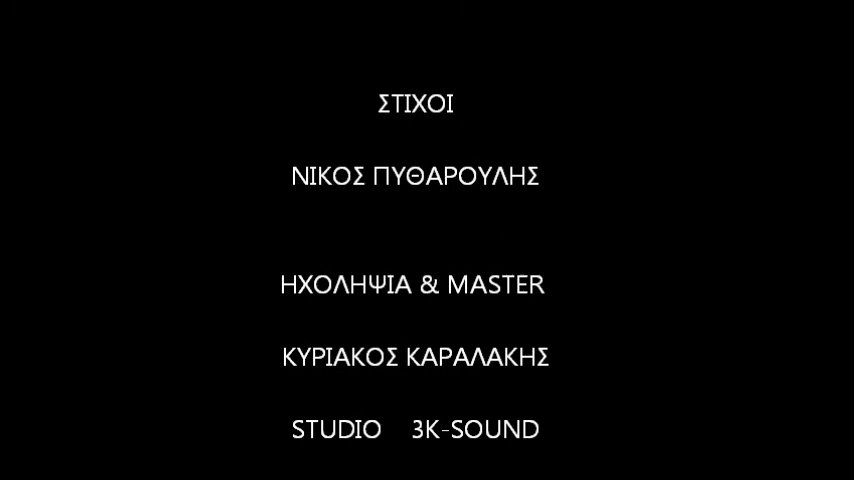 ΣΤΙΧΟΙ
ΝΙΚΟΣ ΠΥΘΑΡΟΥΛΗΣ
ΗΧΟΛΗΨΙΑ & MASTER
ΚΥΡΙΑΚΟΣ ΚΑΡΑΛΑΚΗΣ
STUDIO 3K-SOUND